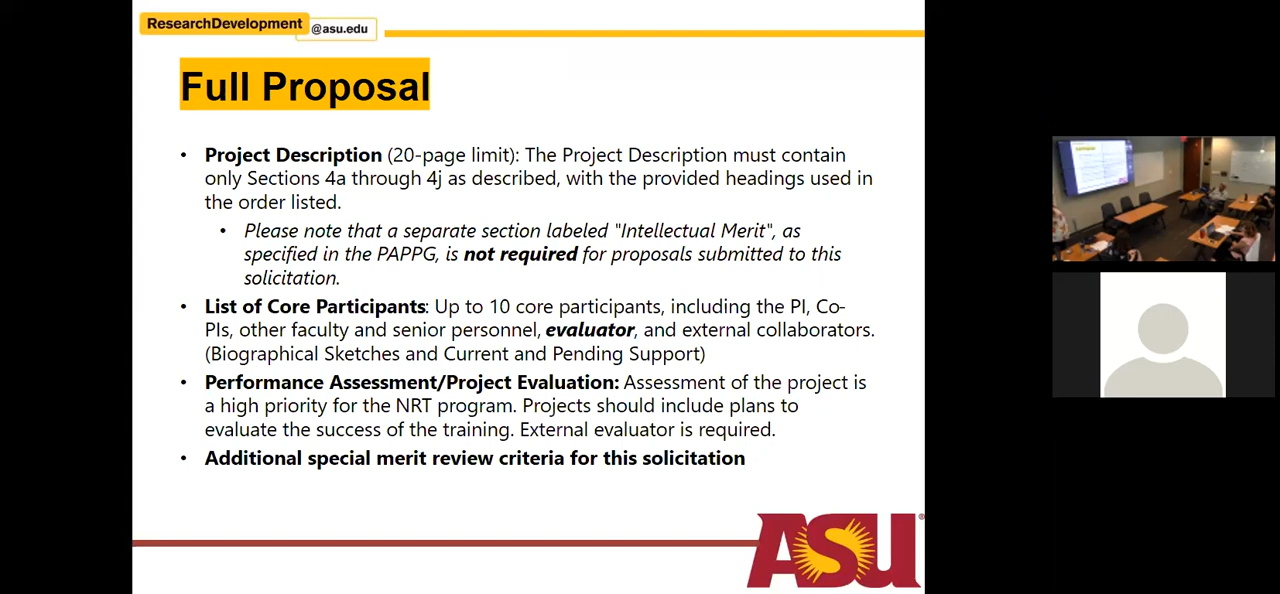 ResearchDevelopment
@asu.edu
Full Proposal
• Project Description (20-page limit): The Project Description must contain
only Sections 4a through 4j as described, with the provided headings used in
the order listed.
• Please note that a separate section labeled "Intellectual Merit", as
specified in the PAPPG, is not required for proposals submitted to this
solicitation.
• List of Core Participants: Up to 10 core participants, including the PI, Co-
PIs, other faculty and senior personnel, evaluator, and external collaborators.
(Biographical Sketches and Current and Pending Support)
• Performance Assessment/Project Evaluation: Assessment of the project is
a high priority for the NRT program. Projects should include plans to
evaluate the success of the training. External evaluator is required.
• Additional special merit review criteria for this solicitation
ASU®